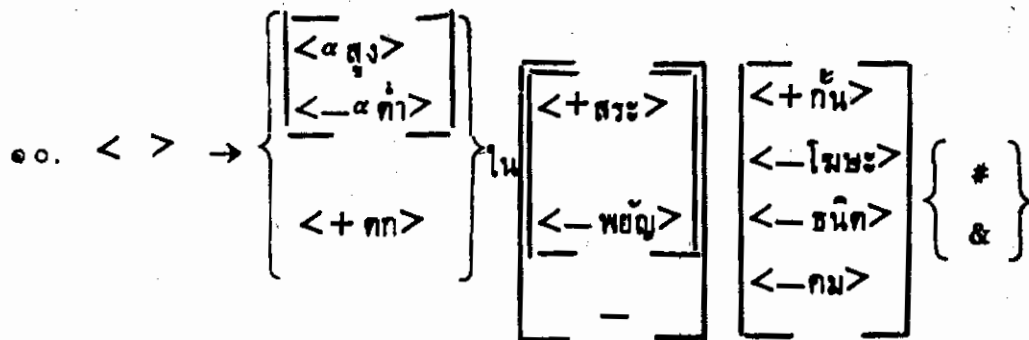 <α สูง>
<—α ต่ำ> <+สระ> <+กั้น>
๑๐. < > → ใน <—โฆษะ>
<+ ตก> <—พยัญ> <—ธนิต> #
<—คม> &
—